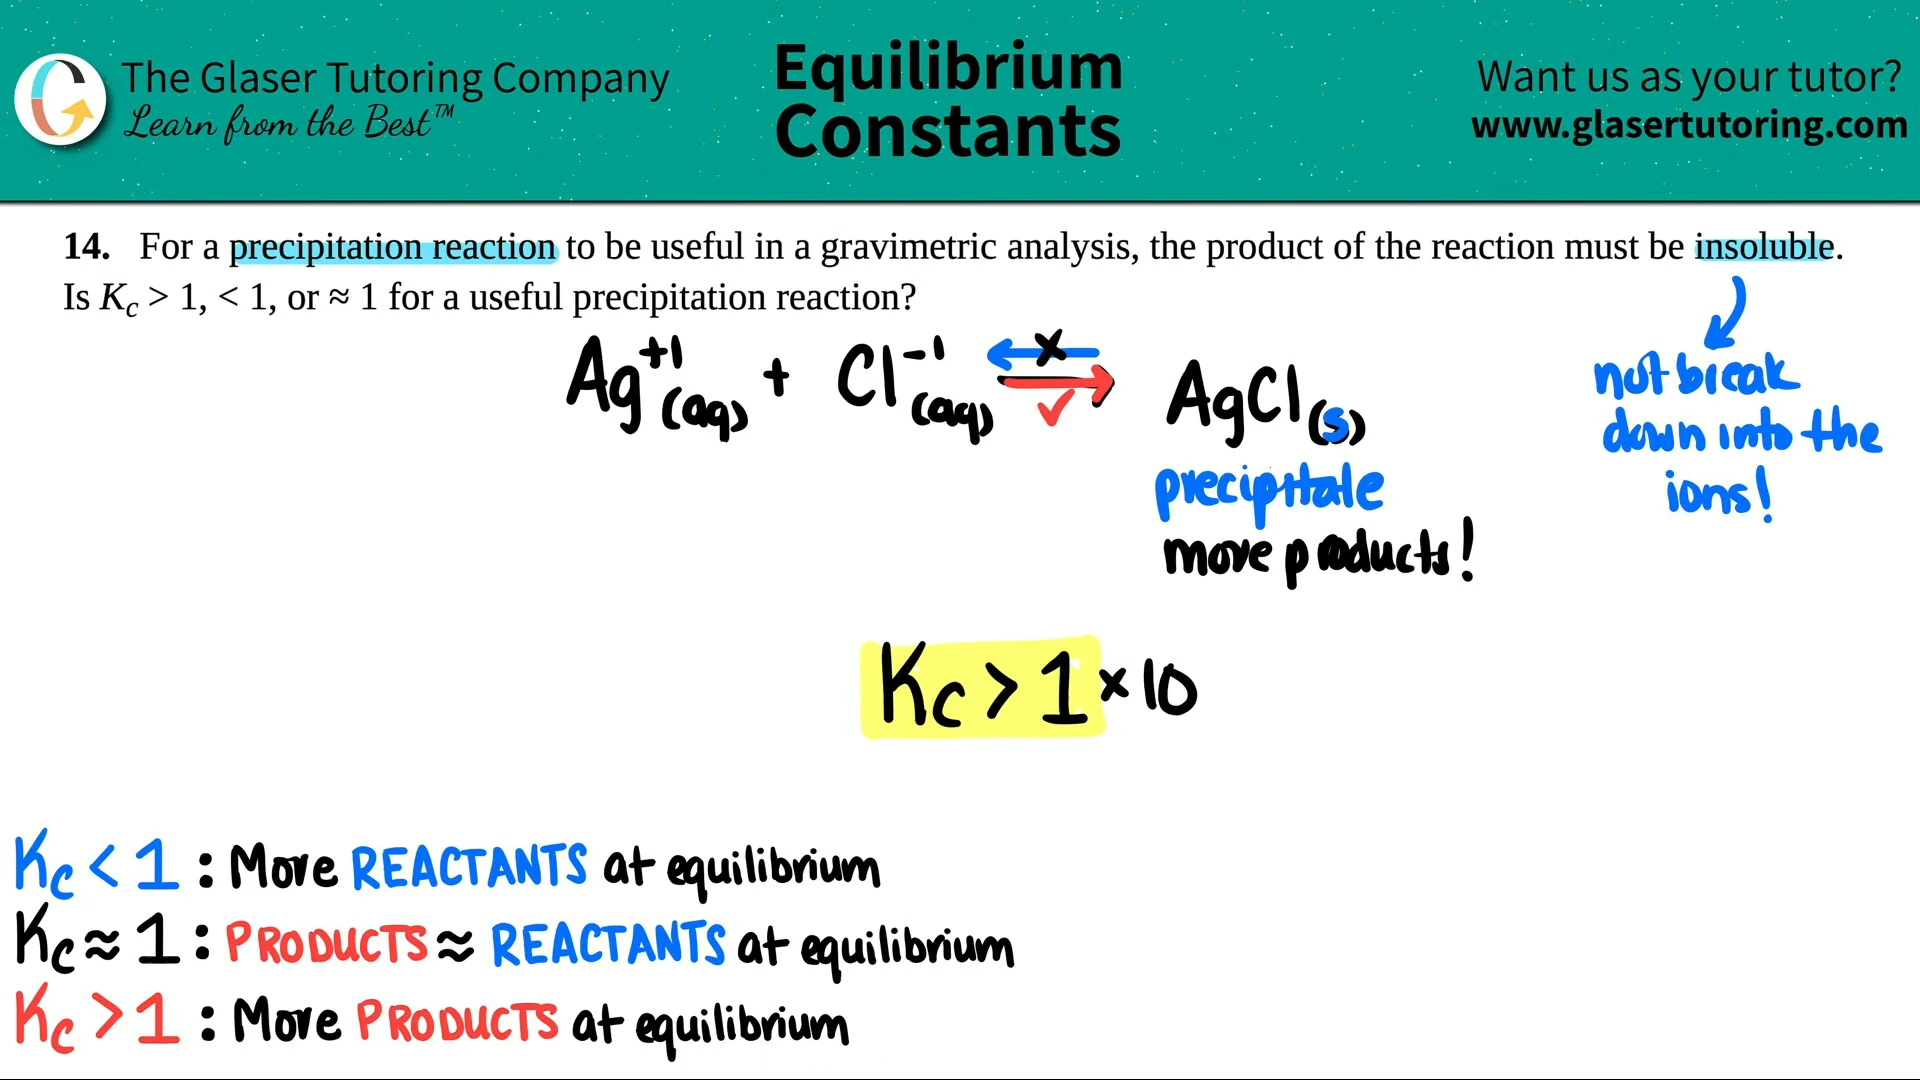 The Glaser Tutoring Company
Learn from the Best™
Equilibrium
Constants
Want us as your tutor?
www.glasertutoring.com
14. For a precipitation reaction to be useful in a gravimetric analysis, the product of the reaction must be insoluble.
Is Kc > 1, < 1, or ≈ 1 for a useful precipitation reaction?
Ag⁺¹(aq) + Cl⁻¹(aq) ⇌ AgCl(s)
x
✓
not break
down into the
ions!
precipitate
more products!
Kc > 1 × 10
Kc < 1 : More REACTANTS at equilibrium
Kc ≈ 1 : PRODUCTS ≈ REACTANTS at equilibrium
Kc > 1 : More PRODUCTS at equilibrium